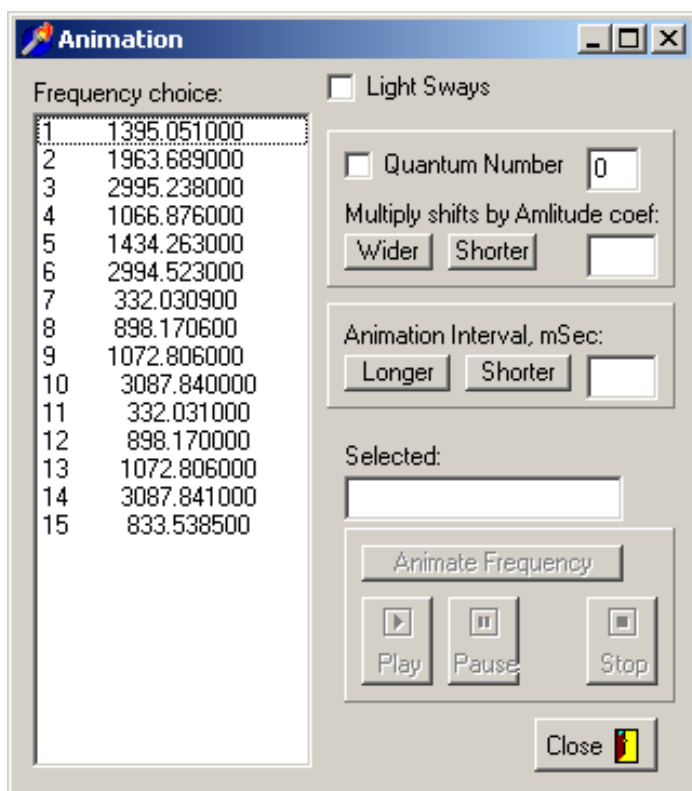 Animation
Frequency choice:
1 1395.051000
2 1963.689000
3 2995.238000
4 1066.876000
5 1434.263000
6 2994.523000
7 332.030900
8 898.170600
9 1072.806000
10 3087.840000
11 332.031000
12 898.170000
13 1072.806000
14 3087.841000
15 833.538500
Light Sways
Quantum Number 0
Multiply shifts by Amlitude coef:
Wider Shorter
Animation Interval, mSec:
Longer Shorter
Selected:
Animate Frequency
Play Pause Stop
Close